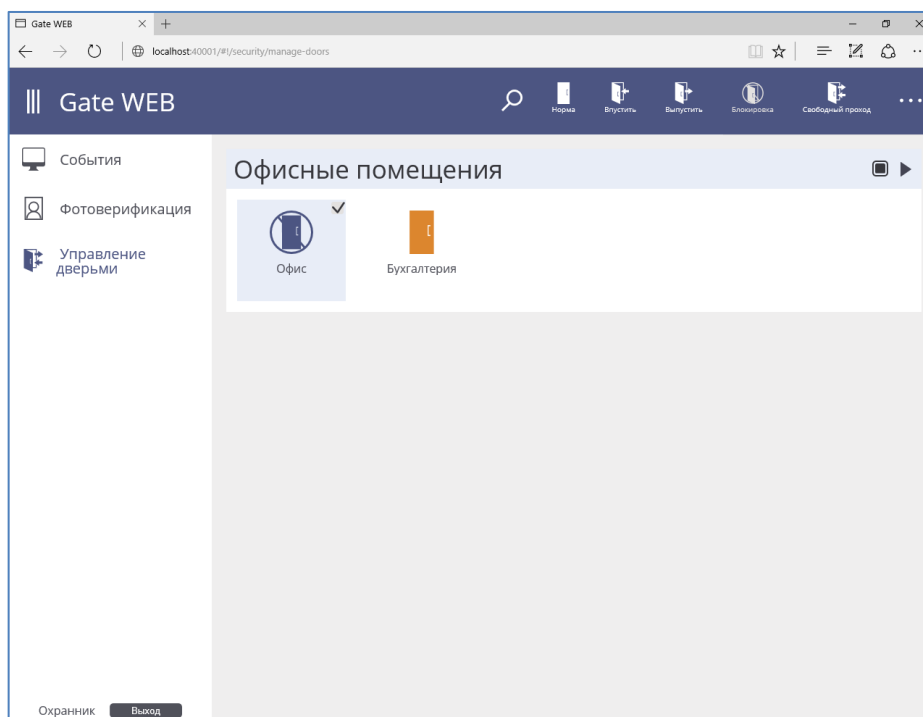 Gate WEB
localhost:40001/#!/security/manage-doors
Gate WEB
Норма
Впустить
Выпустить
Блокировка
Свободный проход
События
Фотоверификация
Управление
дверьми
Офисные помещения
Офис
Бухгалтерия
Охранник
Выход